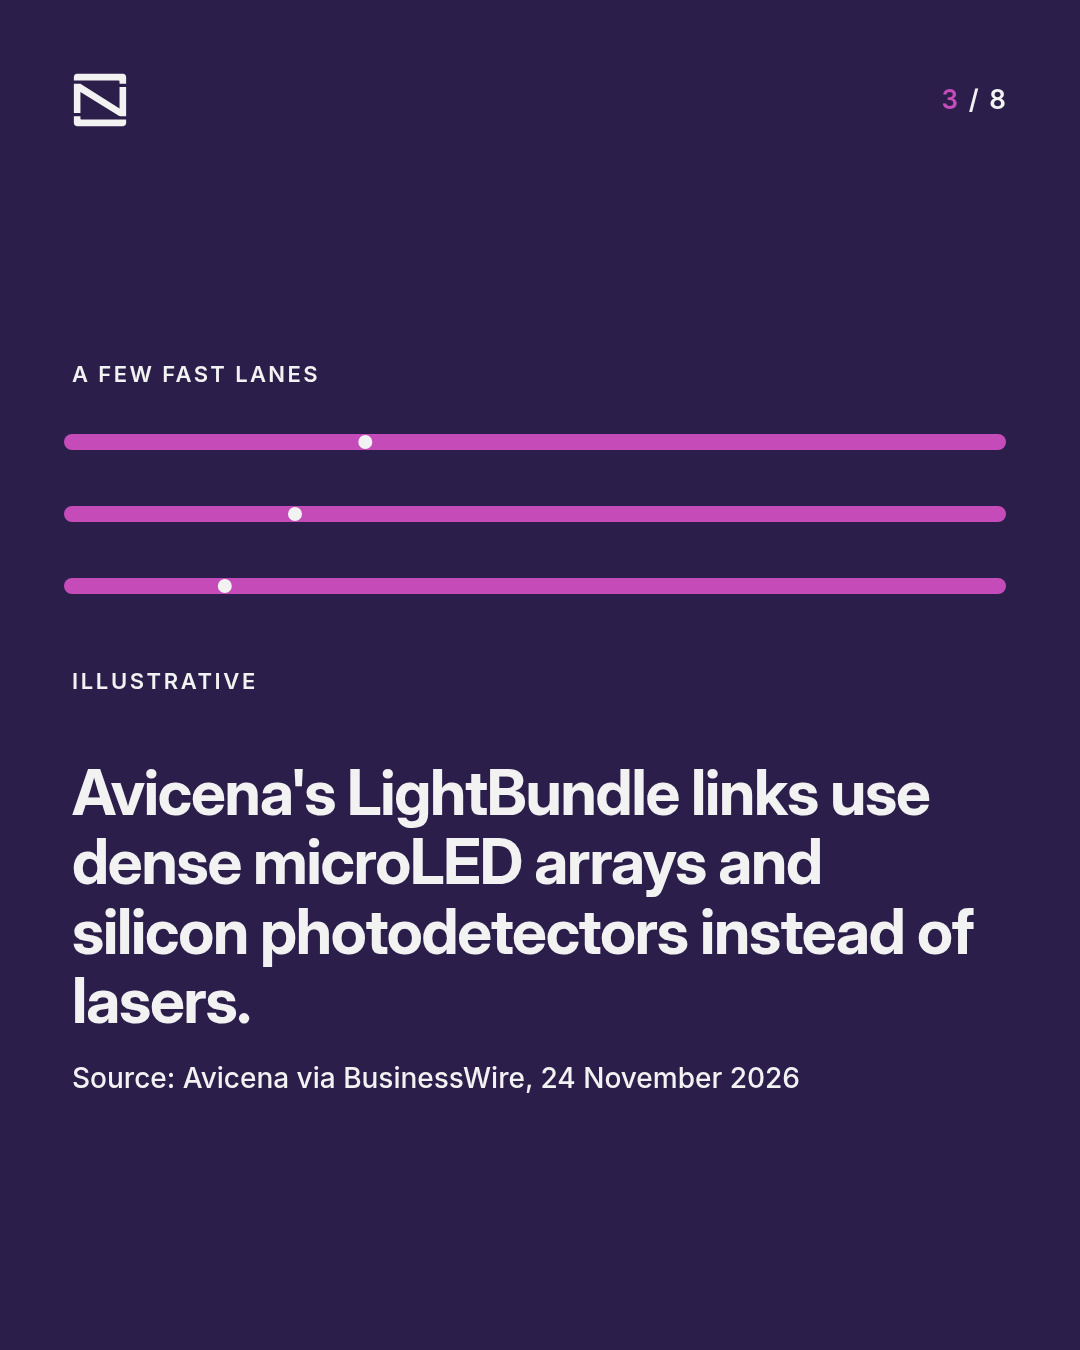 3 / 8
A FEW FAST LANES
ILLUSTRATIVE
Avicena's LightBundle links use
dense microLED arrays and
silicon photodetectors instead of
lasers.
Source: Avicena via BusinessWire, 24 November 2026